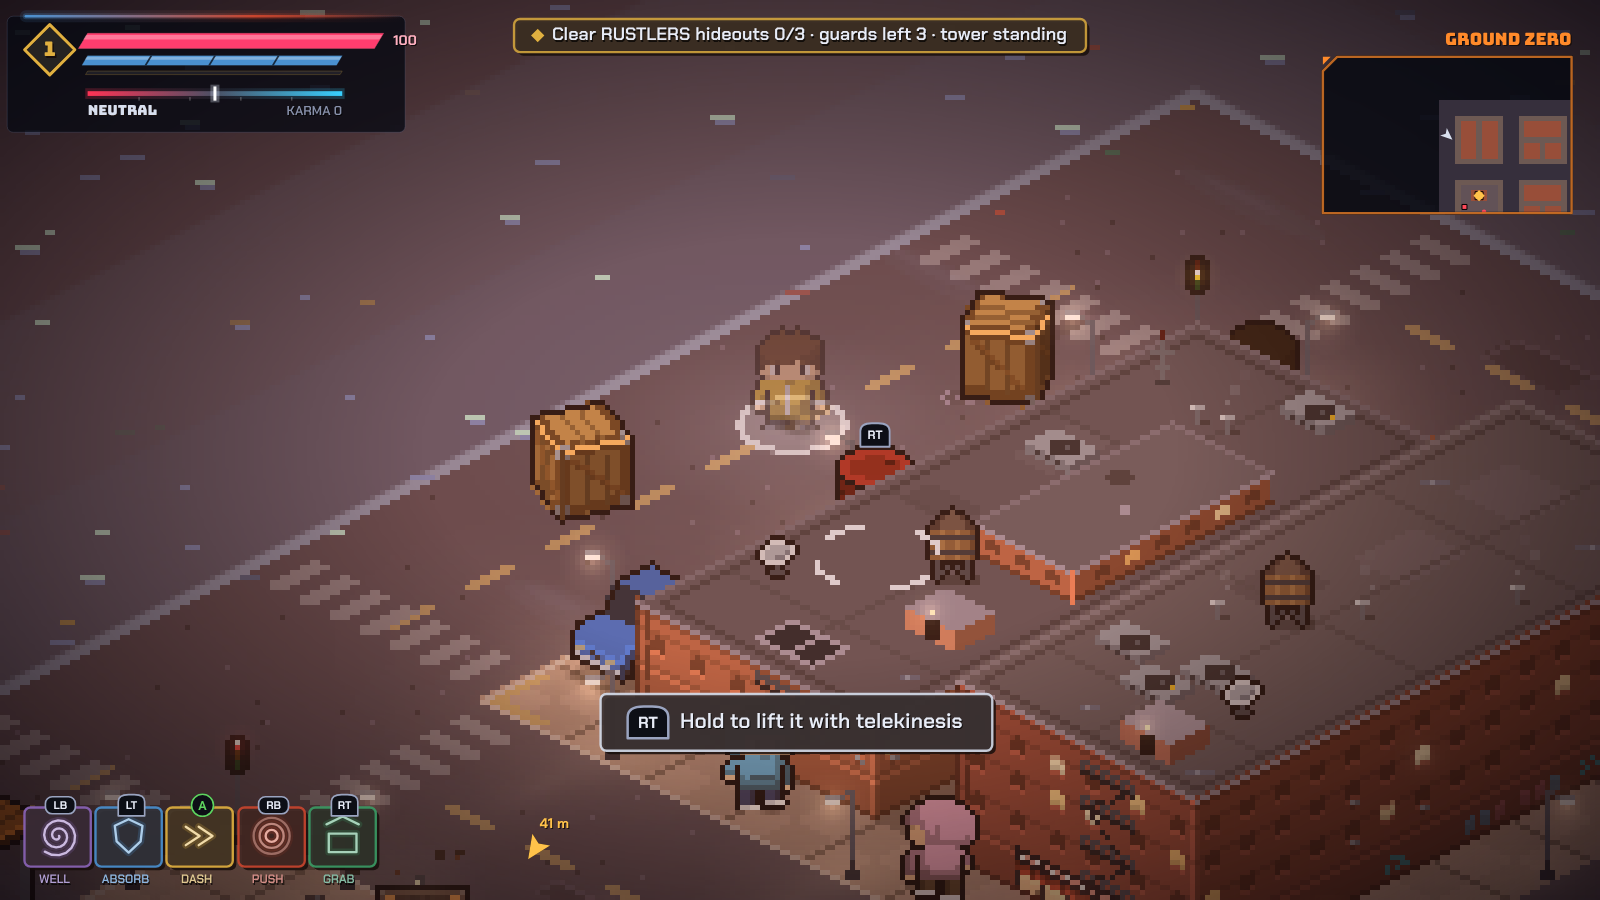 1
100
NEUTRAL
KARMA 0
◆ Clear RUSTLERS hideouts 0/3 · guards left 3 · tower standing
GROUND ZERO
RT
RT Hold to lift it with telekinesis
41 m
LB LT A RB RT
WELL ABSORB DASH PUSH GRAB